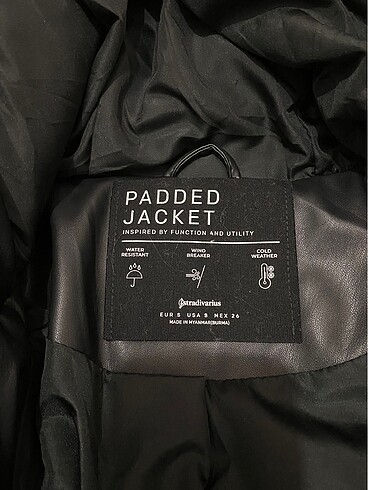 PADDED
JACKET
INSPIRED BY FUNCTION AND UTILITY
WATER RESISTANT
WIND BREAKER
COLD WEATHER
stradivarius
EUR S USA S MEX 26
MADE IN MYANMAR(BURMA)